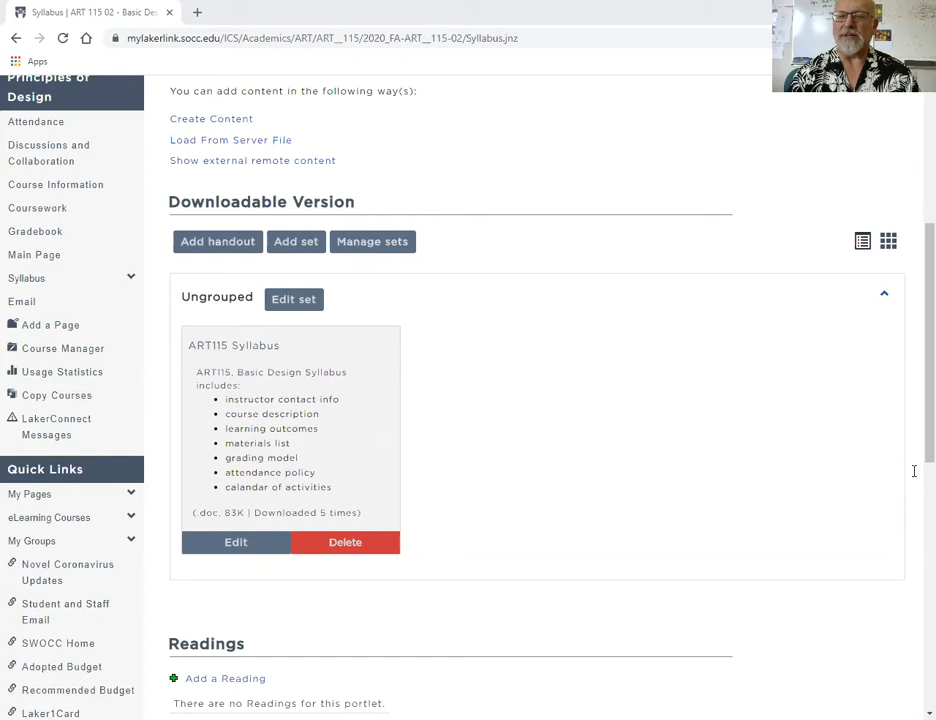 Syllabus | ART 115 02 - Basic De
mylakerlink.socc.edu/ICS/Academics/ART/ART__115/2020_FA-ART__115-02/Syllabus.jnz
Apps
Principles of
Design
Attendance
Discussions and
Collaboration
Course Information
Coursework
Gradebook
Main Page
Syllabus
Email
Add a Page
Course Manager
Usage Statistics
Copy Courses
LakerConnect
Messages
Quick Links
My Pages
eLearning Courses
My Groups
Novel Coronavirus
Updates
Student and Staff
Email
SWOCC Home
Adopted Budget
Recommended Budget
Laker1Card
You can add content in the following way(s):
Create Content
Load From Server File
Show external remote content
Downloadable Version
Add handout
Add set
Manage sets
Ungrouped
Edit set
ART115 Syllabus
ART115, Basic Design Syllabus
includes:
• instructor contact info
• course description
• learning outcomes
• materials list
• grading model
• attendance policy
• calandar of activities
(.doc, 83K | Downloaded 5 times)
Edit
Delete
Readings
Add a Reading
There are no Readings for this portlet.